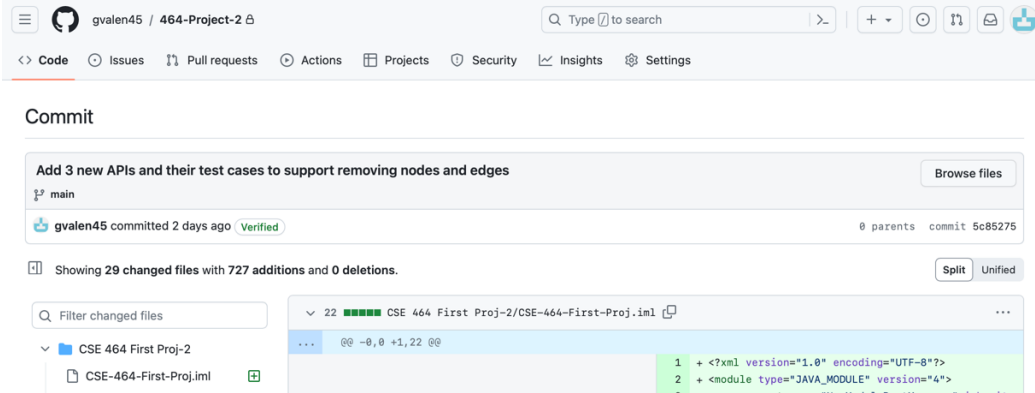 gvalen45 / 464-Project-2
Type / to search
Code Issues Pull requests Actions Projects Security Insights Settings
Commit
Add 3 new APIs and their test cases to support removing nodes and edges
Browse files
main
gvalen45 committed 2 days ago Verified
0 parents commit 5c85275
Showing 29 changed files with 727 additions and 0 deletions.
Split Unified
Filter changed files
22 CSE 464 First Proj-2/CSE-464-First-Proj.iml
... @@ -0,0 +1,22 @@
CSE 464 First Proj-2
1 + <?xml version="1.0" encoding="UTF-8"?>
CSE-464-First-Proj.iml
2 + <module type="JAVA_MODULE" version="4">